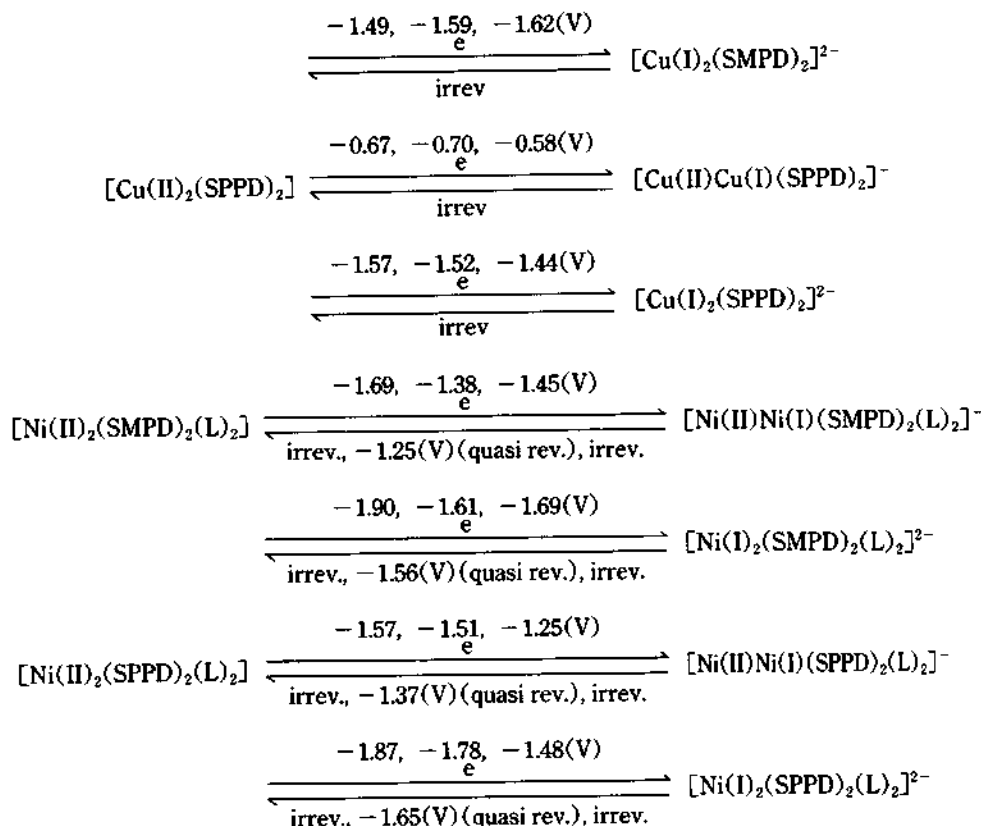 −1.49, −1.59, −1.62(V)
e
[Cu(I)₂(SMPD)₂]²⁻
irrev
−0.67, −0.70, −0.58(V)
e
[Cu(II)₂(SPPD)₂] [Cu(II)Cu(I)(SPPD)₂]⁻
irrev
−1.57, −1.52, −1.44(V)
e
[Cu(I)₂(SPPD)₂]²⁻
irrev
−1.69, −1.38, −1.45(V)
e
[Ni(II)₂(SMPD)₂(L)₂] [Ni(II)Ni(I)(SMPD)₂(L)₂]⁻
irrev., −1.25(V)(quasi rev.), irrev.
−1.90, −1.61, −1.69(V)
e
[Ni(I)₂(SMPD)₂(L)₂]²⁻
irrev., −1.56(V)(quasi rev.), irrev.
−1.57, −1.51, −1.25(V)
e
[Ni(II)₂(SPPD)₂(L)₂] [Ni(II)Ni(I)(SPPD)₂(L)₂]⁻
irrev., −1.37(V)(quasi rev.), irrev.
−1.87, −1.78, −1.48(V)
e
[Ni(I)₂(SPPD)₂(L)₂]²⁻
irrev., −1.65(V)(quasi rev.), irrev.